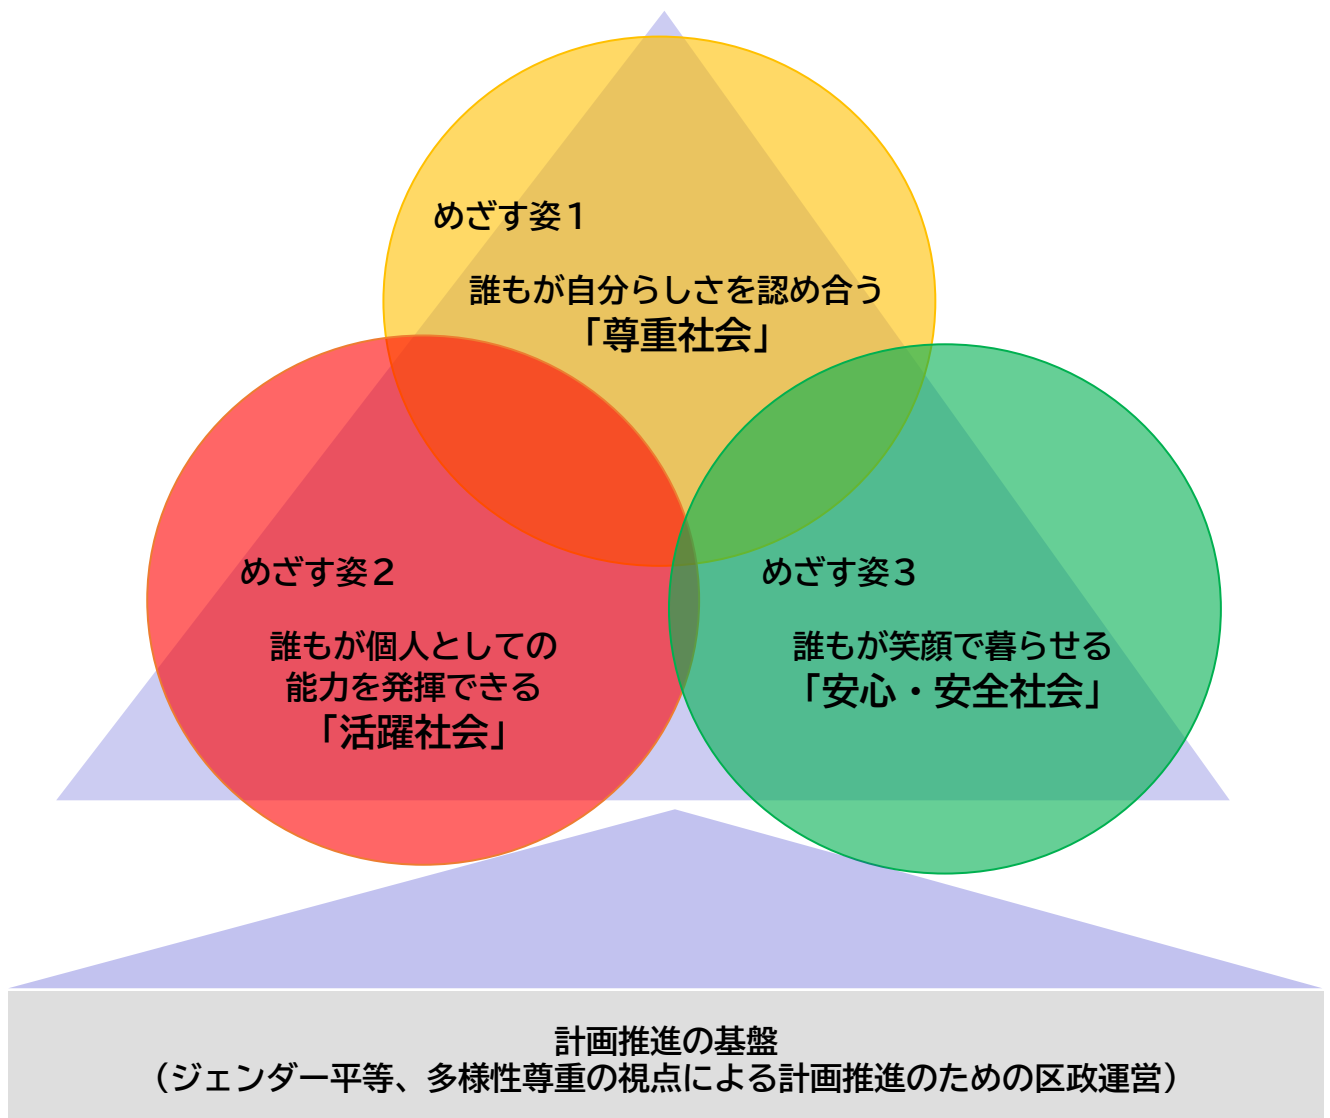 めざす姿１
誰もが自分らしさを認め合う
「尊重社会」
めざす姿２
誰もが個人としての
能力を発揮できる
「活躍社会」
めざす姿３
誰もが笑顔で暮らせる
「安心・安全社会」
計画推進の基盤
（ジェンダー平等、多様性尊重の視点による計画推進のための区政運営）